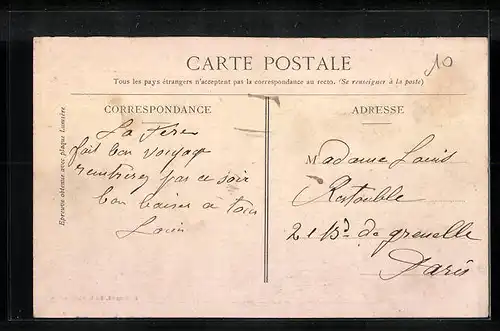 CARTE POSTALE
10
Tous les pays étrangers n'acceptent pas la correspondance au recto. (Se renseigner à la poste)
Epreuve obtenue avec plaque Lumière.
CORRESPONDANCE
La Fère
fait bon voyage
rentrerez pas ce soir
bon baiser à tous
Louis
ADRESSE
Madame Louis
Restouble
21 Bd de grenelle
Paris